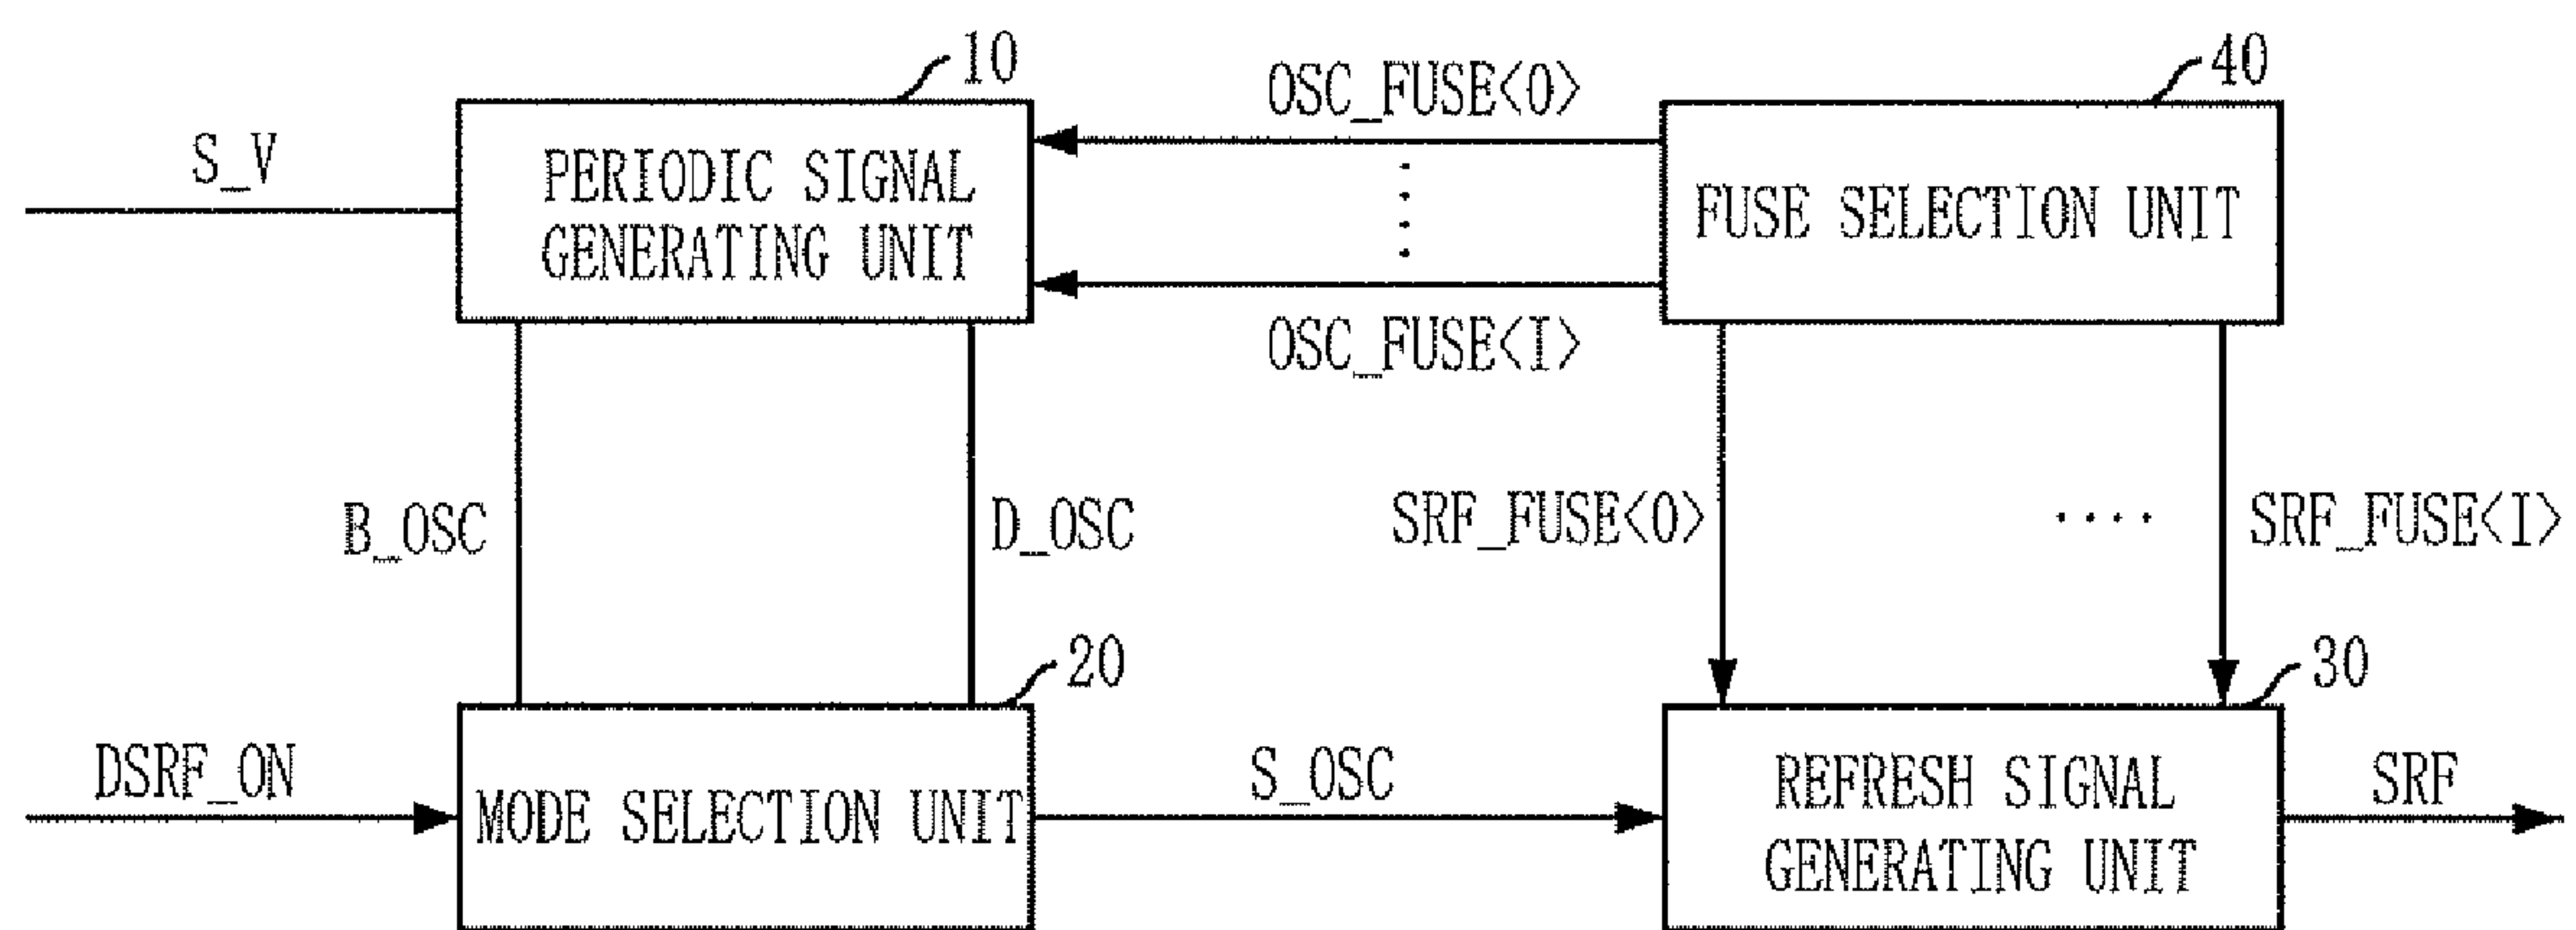 10
OSC_FUSE<0>
40
S_V
PERIODIC SIGNAL
GENERATING UNIT
FUSE SELECTION UNIT
OSC_FUSE<I>
B_OSC
D_OSC
SRF_FUSE<0>
SRF_FUSE<I>
20
30
DSRF_ON
MODE SELECTION UNIT
S_OSC
REFRESH SIGNAL
GENERATING UNIT
SRF